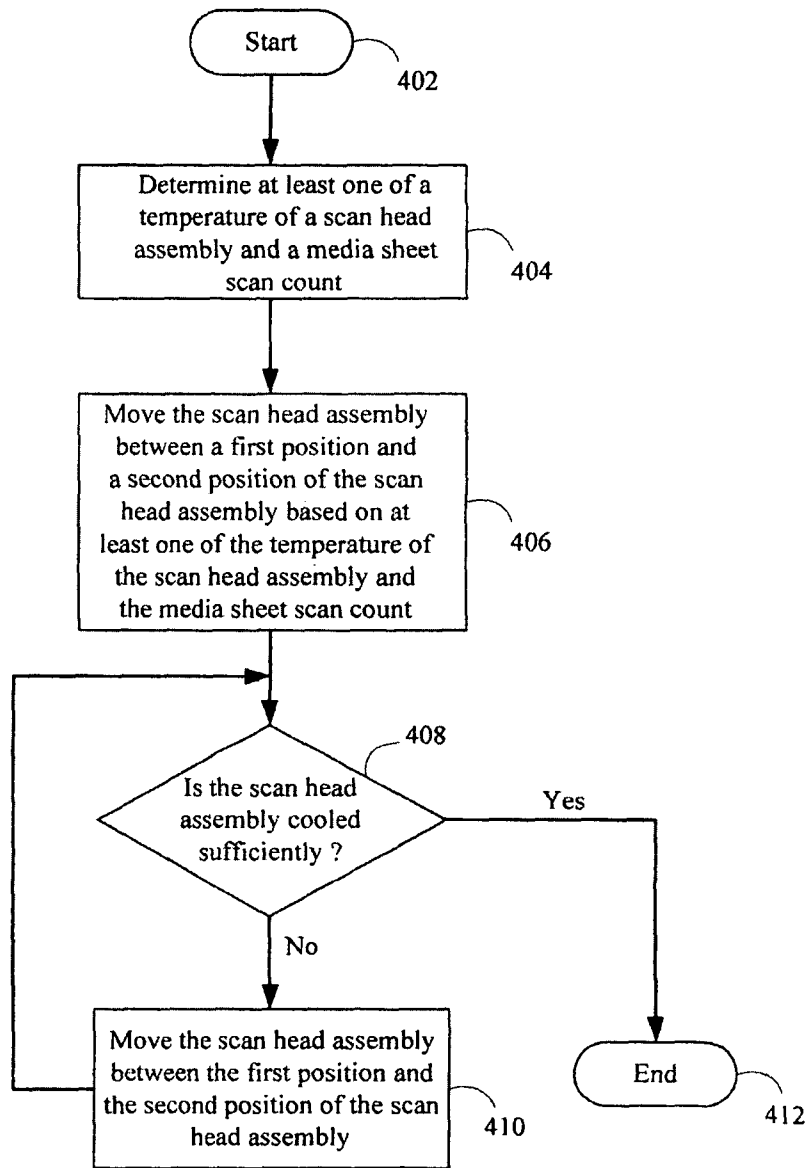 Start
402
Determine at least one of a
temperature of a scan head
assembly and a media sheet
scan count
404
Move the scan head assembly
between a first position and
a second position of the scan
head assembly based on at
least one of the temperature of
the scan head assembly and
the media sheet scan count
406
408
Is the scan head
assembly cooled
sufficiently ?
Yes
No
Move the scan head assembly
between the first position and
the second position of the scan
head assembly
410
End
412